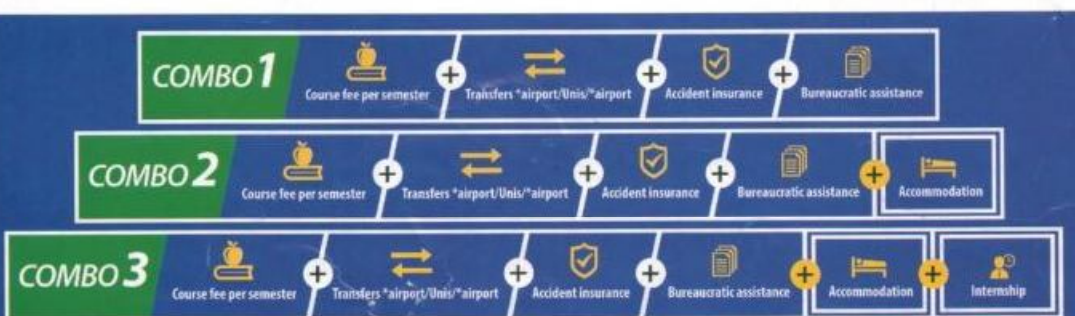 COMBO 1 Course fee per semester + Transfers *airport/Unis/*airport + Accident insurance + Bureaucratic assistance
COMBO 2 Course fee per semester + Transfers *airport/Unis/*airport + Accident insurance + Bureaucratic assistance + Accommodation
COMBO 3 Course fee per semester + Transfers *airport/Unis/*airport + Accident insurance + Bureaucratic assistance + Accommodation + Internship